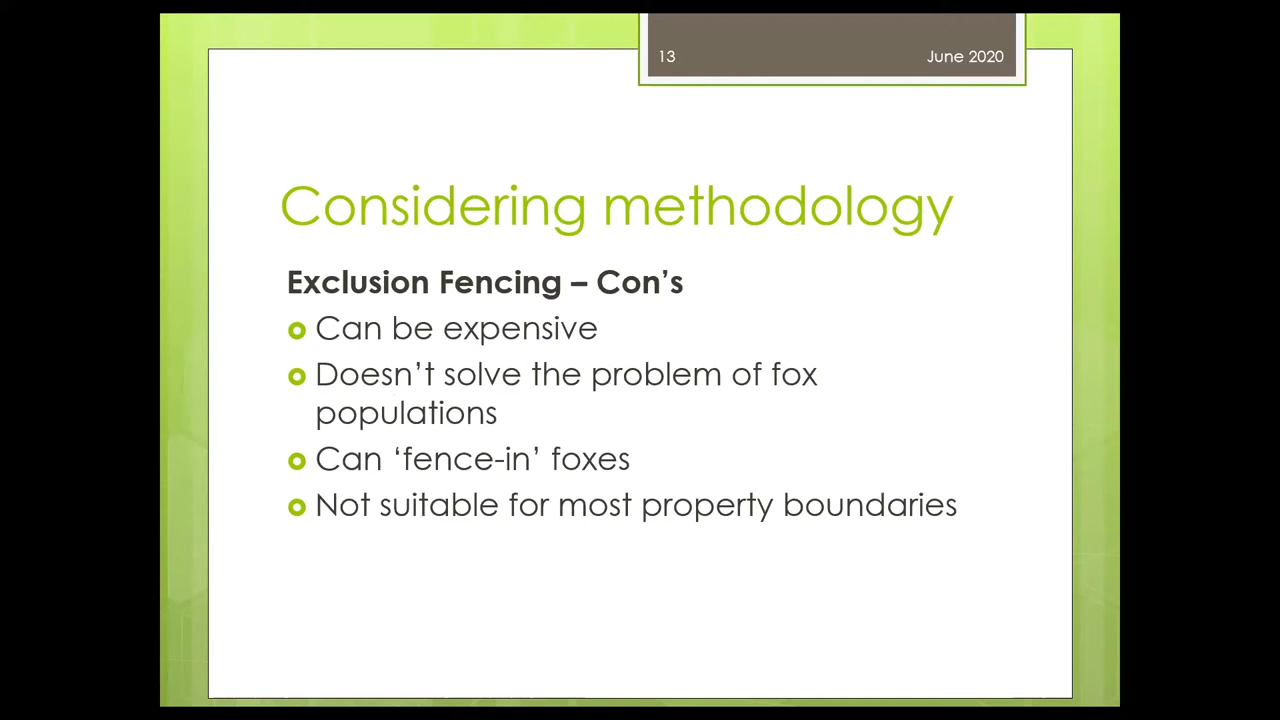 13 June 2020
Considering methodology
Exclusion Fencing – Con’s
Can be expensive
Doesn’t solve the problem of fox
populations
Can ‘fence-in’ foxes
Not suitable for most property boundaries